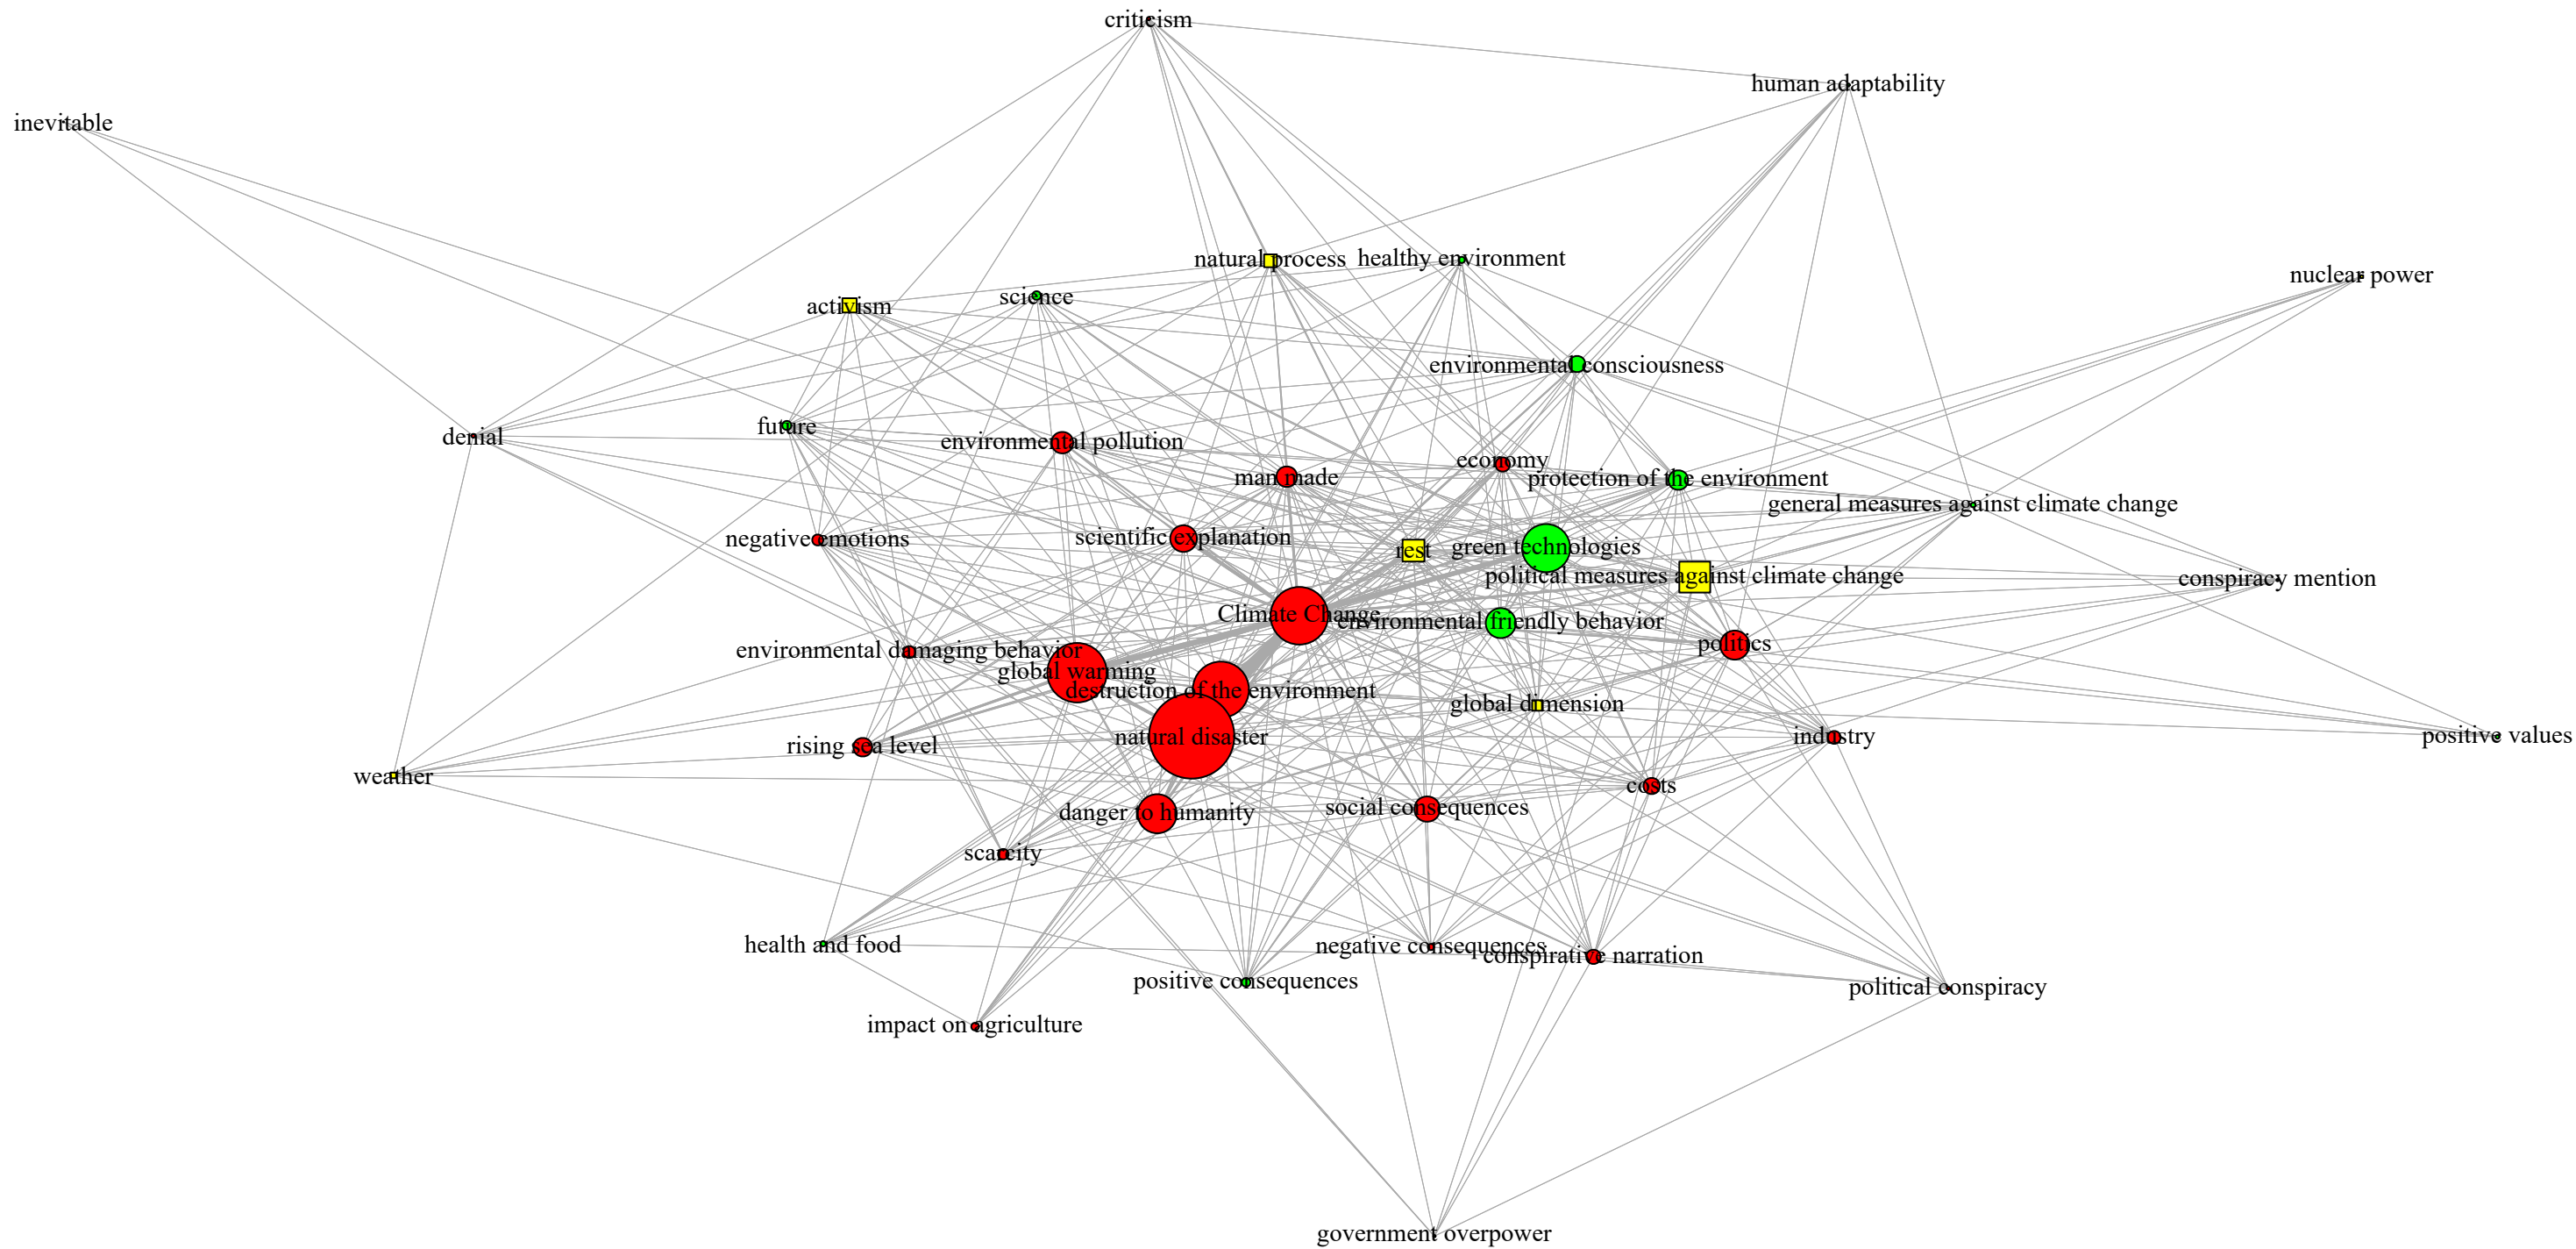 criticism
human adaptability
inevitable
natural process
healthy environment
nuclear power
science
activism
environmental consciousness
future
denial
environmental pollution
economy
man made
protection of the environment
general measures against climate change
negative emotions
scientific explanation
rest
green technologies
political measures against climate change
conspiracy mention
Climate Change
environmental friendly behavior
politics
environmental damaging behavior
global warming
destruction of the environment
global dimension
rising sea level
natural disaster
industry
positive values
weather
costs
danger to humanity
social consequences
scarcity
health and food
negative consequences
conspirative narration
positive consequences
political conspiracy
impact on agriculture
government overpower